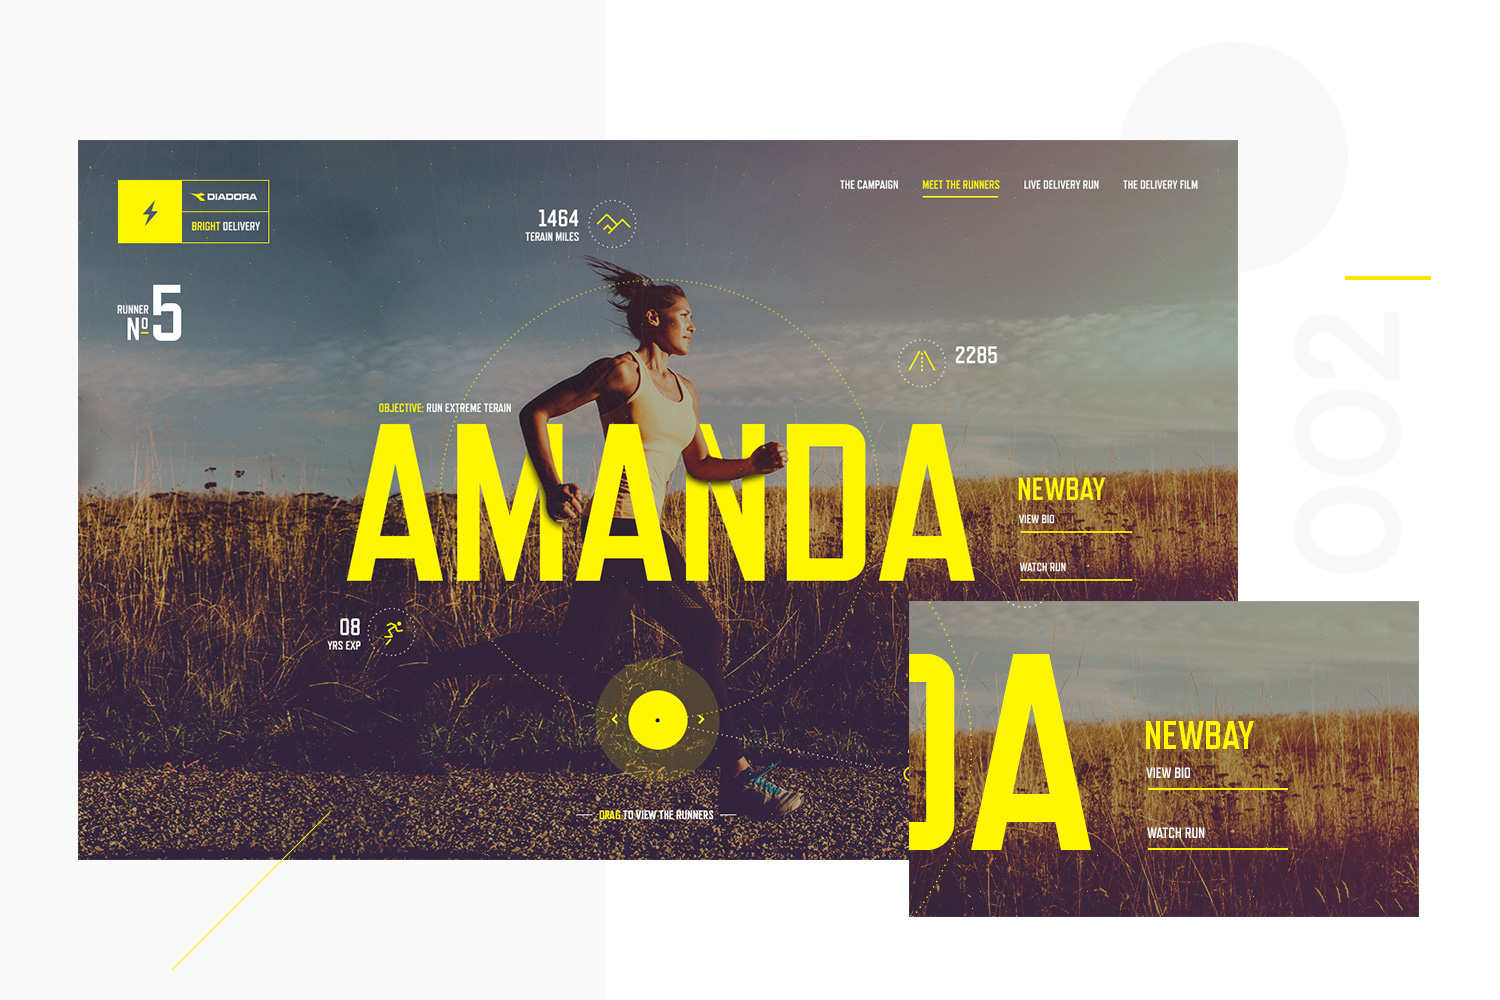 DIADORA
BRIGHT DELIVERY
THE CAMPAIGN
MEET THE RUNNERS
LIVE DELIVERY RUN
THE DELIVERY FILM
1464
TERAIN MILES
RUNNER
Nº 5
2285
002
OBJECTIVE: RUN EXTREME TERAIN
AMANDA
NEWBAY
VIEW BIO
WATCH RUN
08
YRS EXP
DRAG TO VIEW THE RUNNERS
DA
NEWBAY
VIEW BIO
WATCH RUN